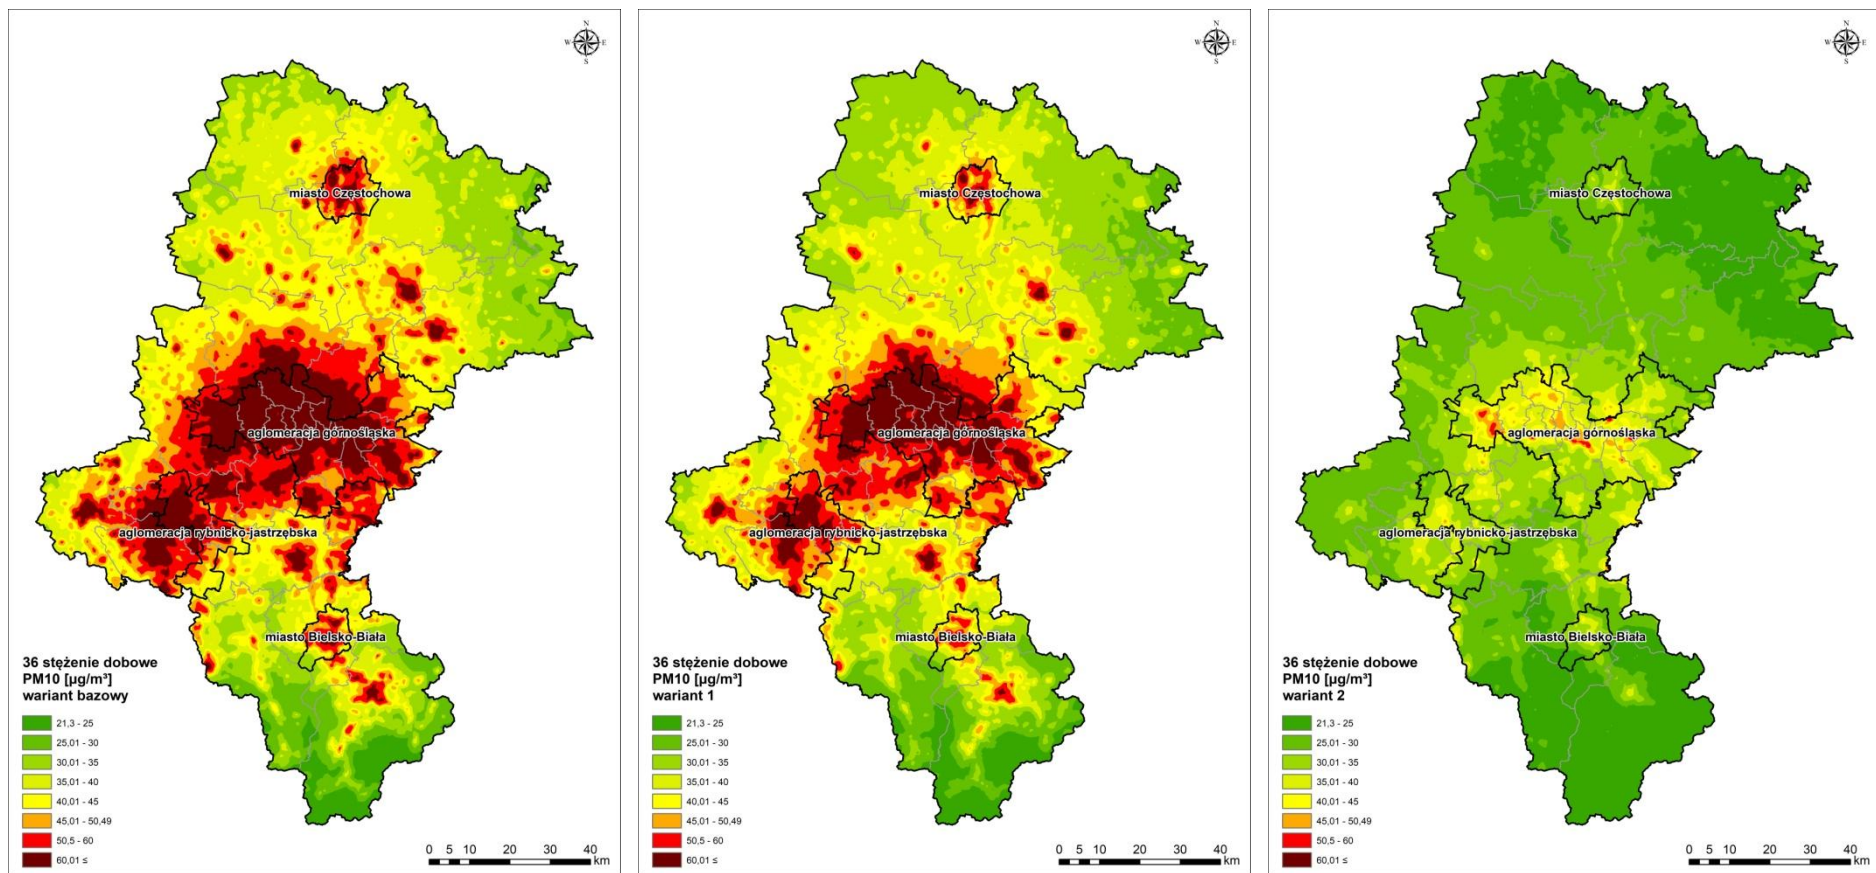 N
W E
S
miasto Częstochowa
aglomeracja górnośląska
aglomeracja rybnicko-jastrzębska
miasto Bielsko-Biała
36 stężenie dobowe
PM10 [µg/m³]
wariant bazowy
21,3 - 25
25,01 - 30
30,01 - 35
35,01 - 40
40,01 - 45
45,01 - 50,49
50,5 - 60
60,01 ≤
0 5 10 20 30 40
km
N
W E
S
miasto Częstochowa
aglomeracja górnośląska
aglomeracja rybnicko-jastrzębska
miasto Bielsko-Biała
36 stężenie dobowe
PM10 [µg/m³]
wariant 1
21,3 - 25
25,01 - 30
30,01 - 35
35,01 - 40
40,01 - 45
45,01 - 50,49
50,5 - 60
60,01 ≤
0 5 10 20 30 40
km
N
W E
S
miasto Częstochowa
aglomeracja górnośląska
aglomeracja rybnicko-jastrzębska
miasto Bielsko-Biała
36 stężenie dobowe
PM10 [µg/m³]
wariant 2
21,3 - 25
25,01 - 30
30,01 - 35
35,01 - 40
40,01 - 45
45,01 - 50,49
50,5 - 60
60,01 ≤
0 5 10 20 30 40
km